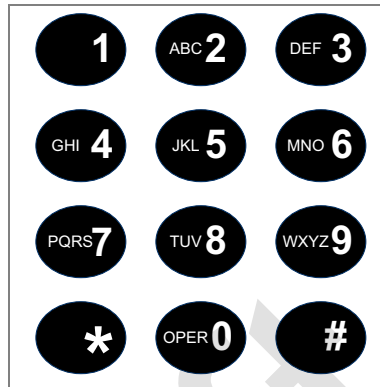 1 ABC 2 DEF 3
GHI 4 JKL 5 MNO 6
PQRS 7 TUV 8 WXYZ 9
* OPER 0 #